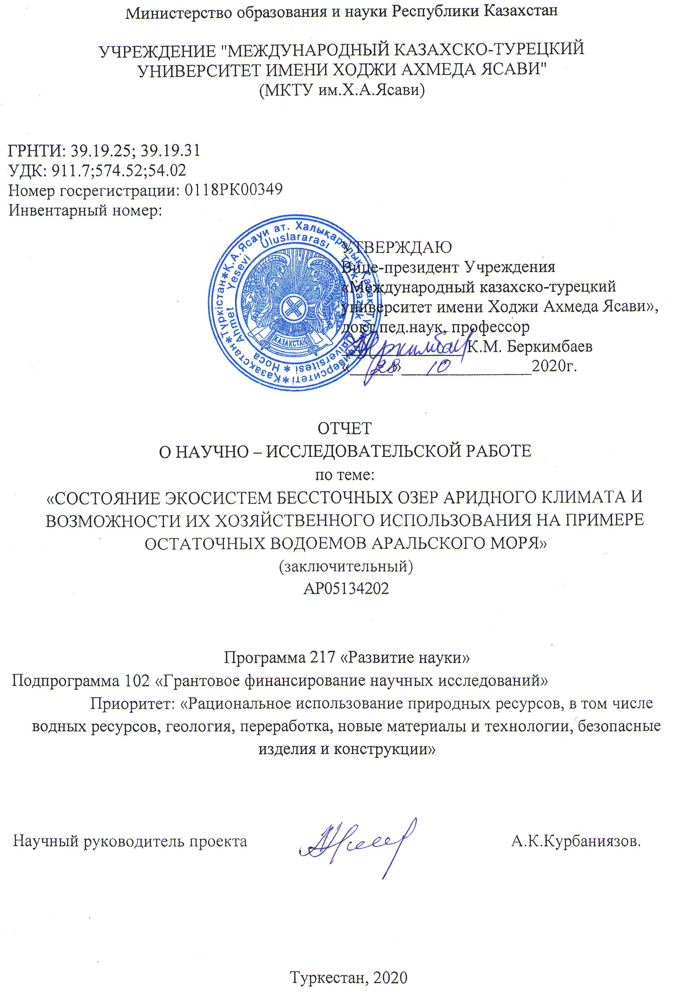 Министерство образования и науки Республики Казахстан
УЧРЕЖДЕНИЕ "МЕЖДУНАРОДНЫЙ КАЗАХСКО-ТУРЕЦКИЙ
УНИВЕРСИТЕТ ИМЕНИ ХОДЖИ АХМЕДА ЯСАВИ"
(МКТУ им.Х.А.Ясави)
ГРНТИ: 39.19.25; 39.19.31
УДК: 911.7;574.52;54.02
Номер госрегистрации: 0118РК00349
Инвентарный номер:
Қазақстан*Түркістан*Қ.А.Ясауи ат. Халықаралық Қазақ-Түрік Университеті*
Hoca Ahmet Yesevi Uluslararası Türk-Kazak Üniversitesi *
ҚАЗАҚСТАН
УТВЕРЖДАЮ
Вице-президент Учреждения
«Международный казахско-турецкий
университет имени Ходжи Ахмеда Ясави»,
докт.пед.наук, профессор
Беркимбаев К.М. Беркимбаев
«28» 10 2020г.
ОТЧЕТ
О НАУЧНО – ИССЛЕДОВАТЕЛЬСКОЙ РАБОТЕ
по теме:
«СОСТОЯНИЕ ЭКОСИСТЕМ БЕССТОЧНЫХ ОЗЕР АРИДНОГО КЛИМАТА И
ВОЗМОЖНОСТИ ИХ ХОЗЯЙСТВЕННОГО ИСПОЛЬЗОВАНИЯ НА ПРИМЕРЕ
ОСТАТОЧНЫХ ВОДОЕМОВ АРАЛЬСКОГО МОРЯ»
(заключительный)
АР05134202
Программа 217 «Развитие науки»
Подпрограмма 102 «Грантовое финансирование научных исследований»
Приоритет: «Рациональное использование природных ресурсов, в том числе
водных ресурсов, геология, переработка, новые материалы и технологии, безопасные
изделия и конструкции»
Научный руководитель проекта А.К.Курбаниязов.
Туркестан, 2020